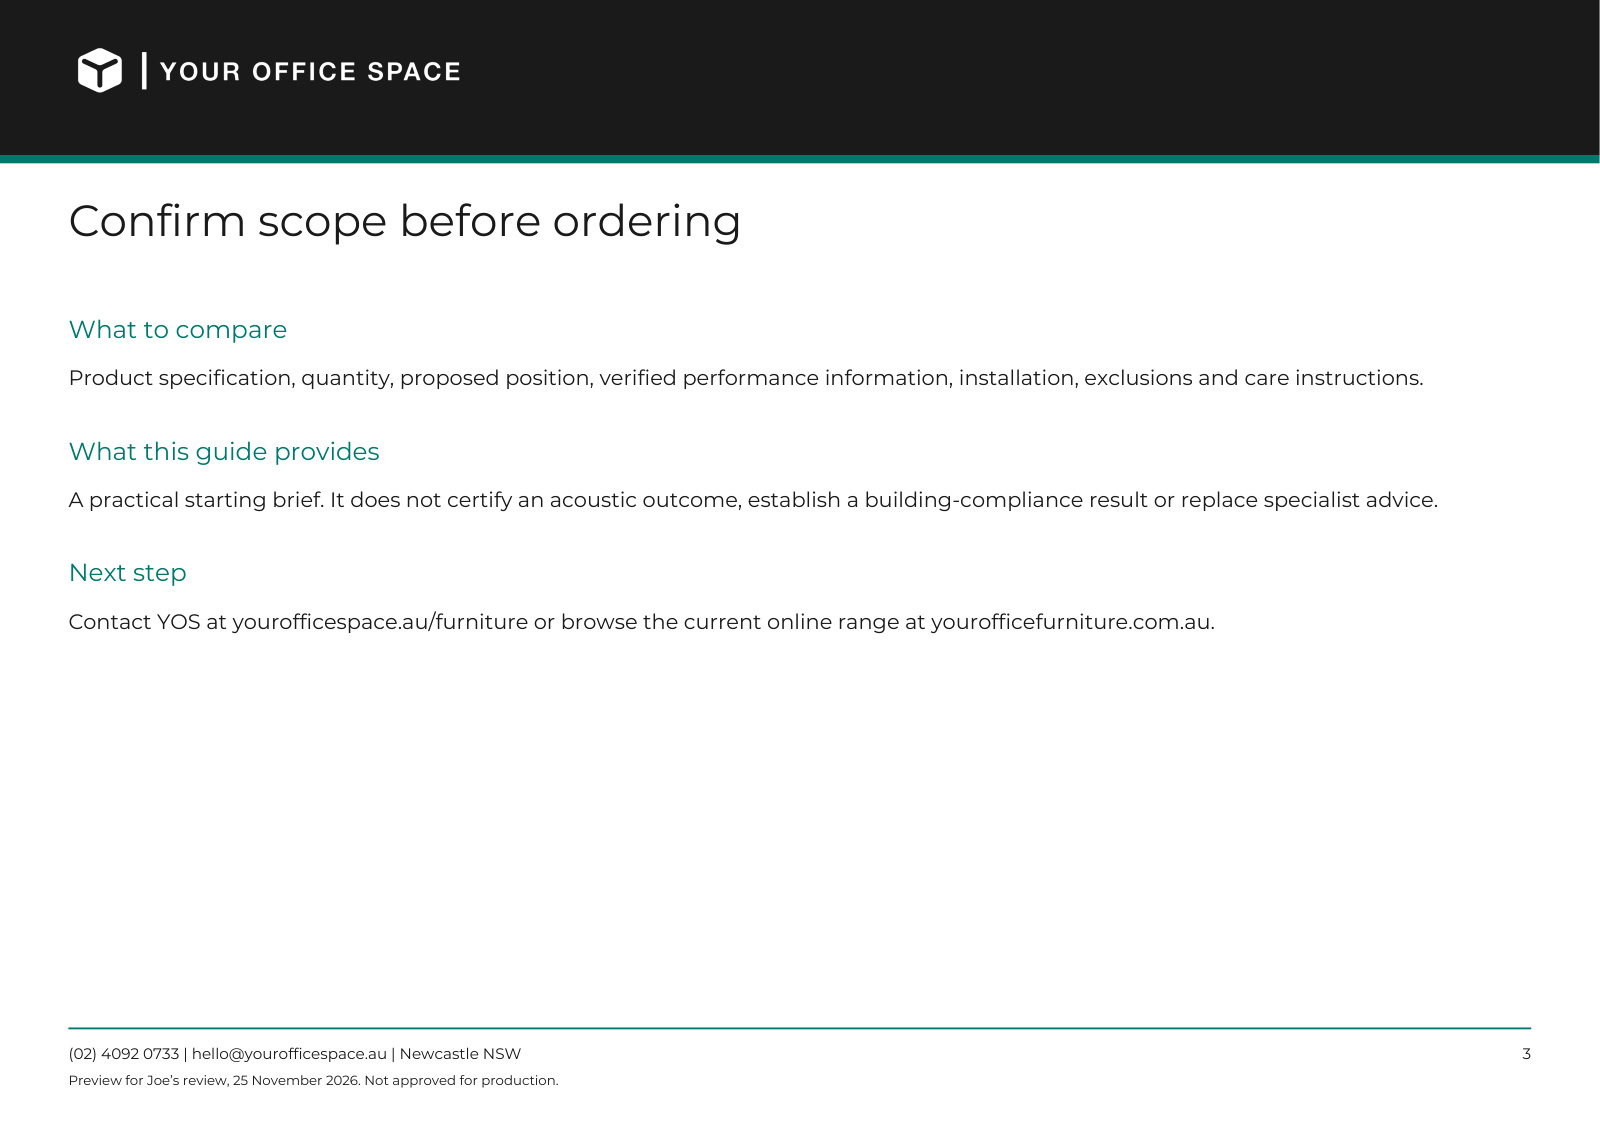 YOUR OFFICE SPACE
Confirm scope before ordering
What to compare
Product specification, quantity, proposed position, verified performance information, installation, exclusions and care instructions.
What this guide provides
A practical starting brief. It does not certify an acoustic outcome, establish a building-compliance result or replace specialist advice.
Next step
Contact YOS at yourofficespace.au/furniture or browse the current online range at yourofficefurniture.com.au.
(02) 4092 0733 | hello@yourofficespace.au | Newcastle NSW
3
Preview for Joe’s review, 25 November 2026. Not approved for production.